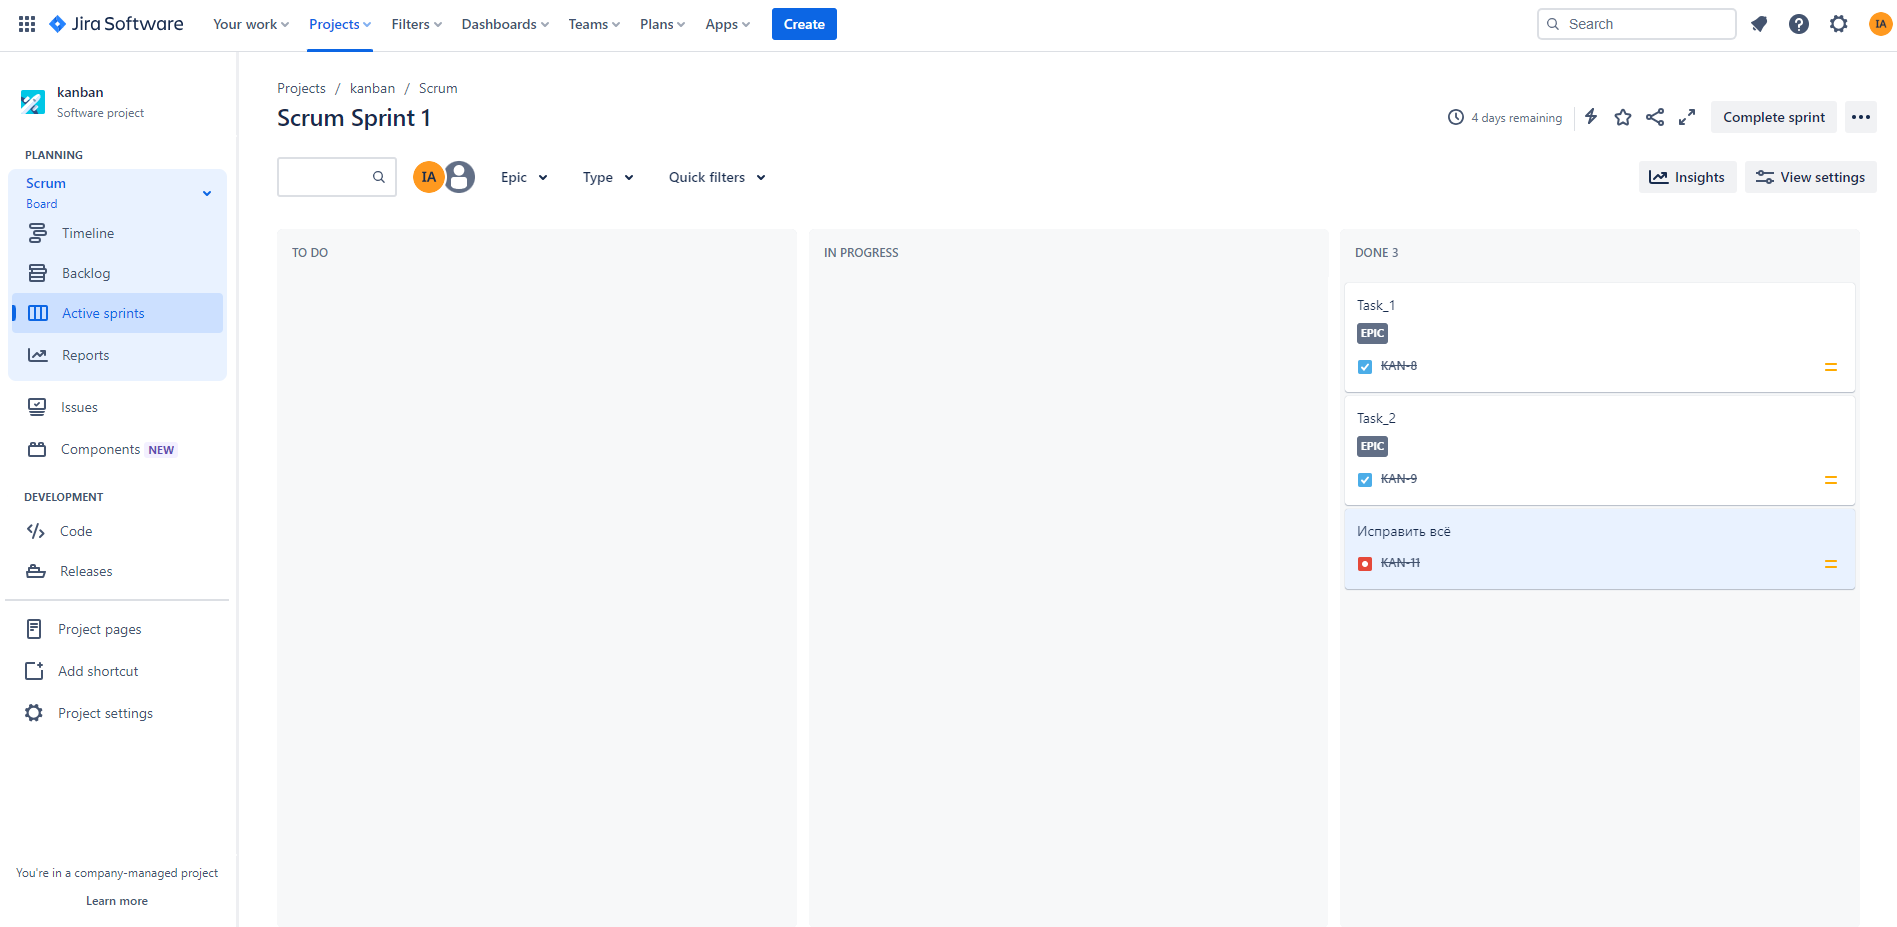 Jira Software
Your work
Projects
Filters
Dashboards
Teams
Plans
Apps
Create
Search
IA
kanban
Software project
PLANNING
Scrum
Board
Timeline
Backlog
Active sprints
Reports
Issues
Components NEW
DEVELOPMENT
Code
Releases
Project pages
Add shortcut
Project settings
You're in a company-managed project
Learn more
Projects / kanban / Scrum
Scrum Sprint 1
4 days remaining
Complete sprint
IA
Epic
Type
Quick filters
Insights
View settings
TO DO
IN PROGRESS
DONE 3
Task_1
EPIC
KAN-8
Task_2
EPIC
KAN-9
Исправить всё
KAN-11